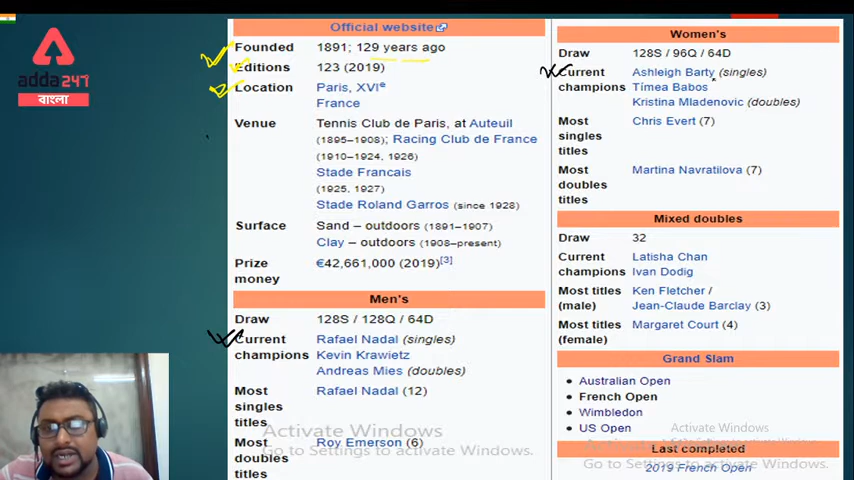 adda247
বাংলা
Official website
Founded 1891; 129 years ago
Editions 123 (2019)
Location Paris, XVIe
France
Venue Tennis Club de Paris, at Auteuil
(1895–1908); Racing Club de France
(1910–1924, 1926)
Stade Francais
(1925, 1927)
Stade Roland Garros (since 1928)
Surface Sand – outdoors (1891–1907)
Clay – outdoors (1908–present)
Prize money €42,661,000 (2019)[3]
Men's
Draw 128S / 128Q / 64D
Current champions Rafael Nadal (singles)
Kevin Krawietz
Andreas Mies (doubles)
Most singles titles Rafael Nadal (12)
Most doubles titles Roy Emerson (6)
Women's
Draw 128S / 96Q / 64D
Current champions Ashleigh Barty (singles)
Tímea Babos
Kristina Mladenovic (doubles)
Most singles titles Chris Evert (7)
Most doubles titles Martina Navratilova (7)
Mixed doubles
Draw 32
Current champions Latisha Chan
Ivan Dodig
Most titles (male) Ken Fletcher /
Jean-Claude Barclay (3)
Most titles (female) Margaret Court (4)
Grand Slam
Australian Open
French Open
Wimbledon
US Open
Last completed
2019 French Open
Activate Windows
Go to Settings to activate Windows.
Activate Windows
Go to Settings to activate Windows.